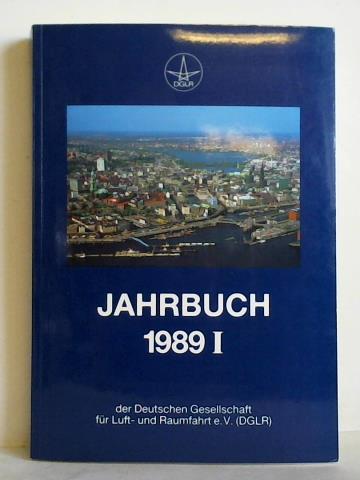 DGLR
JAHRBUCH
1989 I
der Deutschen Gesellschaft
für Luft- und Raumfahrt e.V. (DGLR)